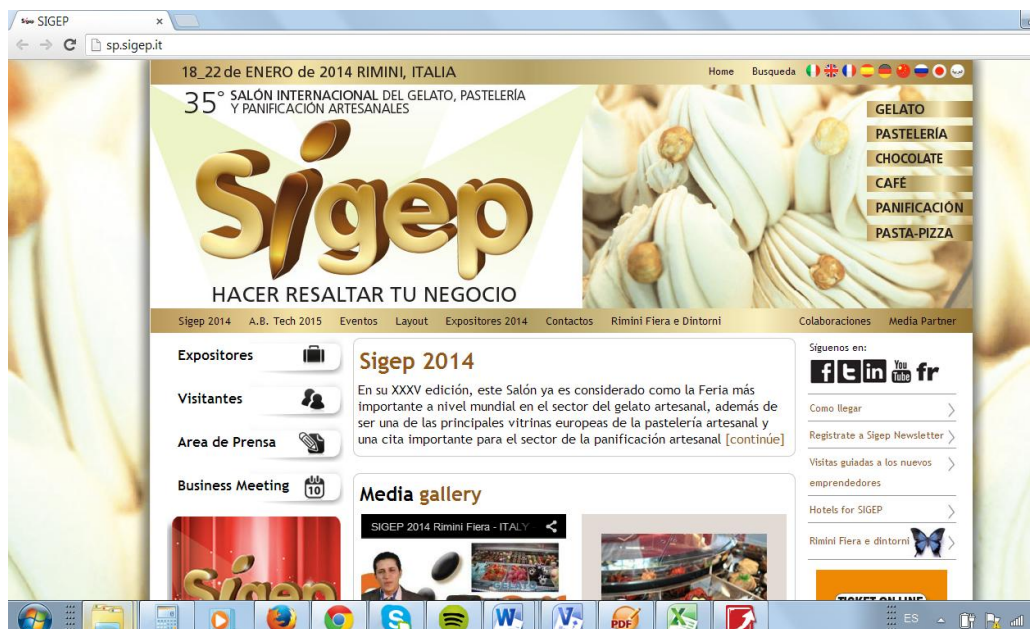 SIGEP
sp.sigep.it
18_22 de ENERO de 2014 RIMINI, ITALIA
Home Busqueda
35° SALÓN INTERNACIONAL DEL GELATO, PASTELERÍA
Y PANIFICACIÓN ARTESANALES
Sigep
HACER RESALTAR TU NEGOCIO
GELATO
PASTELERÍA
CHOCOLATE
CAFÉ
PANIFICACIÓN
PASTA-PIZZA
Sigep 2014 A.B. Tech 2015 Eventos Layout Expositores 2014 Contactos Rimini Fiera e Dintorni Colaboraciones Media Partner
Expositores
Visitantes
Area de Prensa
Business Meeting
10
Sigep
Sigep 2014
En su XXXV edición, este Salón ya es considerado como la Feria más
importante a nivel mundial en el sector del gelato artesanal, además de
ser una de las principales vitrinas europeas de la pastelería artesanal y
una cita importante para el sector de la panificación artesanal [continúe]
Media gallery
SIGEP 2014 Rimini Fiera - ITALY
Síguenos en:
f t in You Tube fr
Como llegar
Registrate a Sigep Newsletter
Visitas guiadas a los nuevos
emprendedores
Hotels for SIGEP
Rimini Fiera e dintorni
TICKET ON LINE
PDF
ES